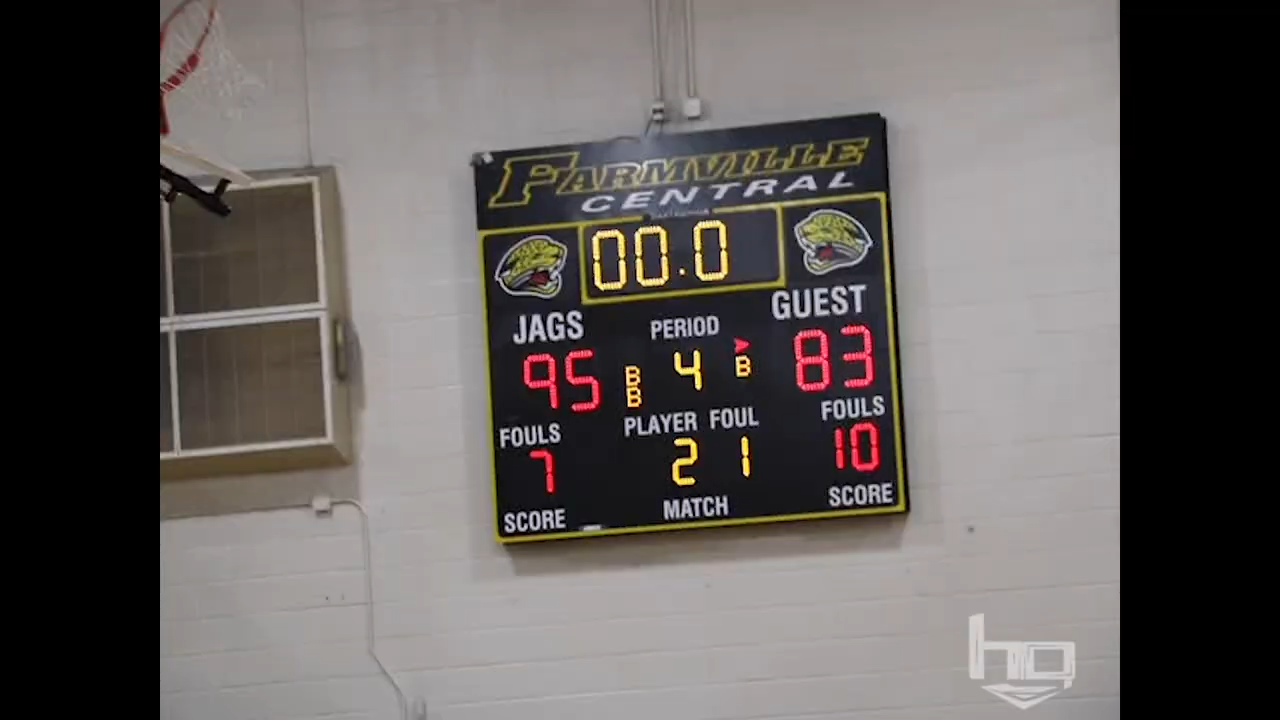 FARMVILLE
CENTRAL
00.0
JAGS
PERIOD
GUEST
95
B
B
4
B
83
FOULS
PLAYER FOUL
FOULS
7
2 1
10
SCORE
MATCH
SCORE
hq